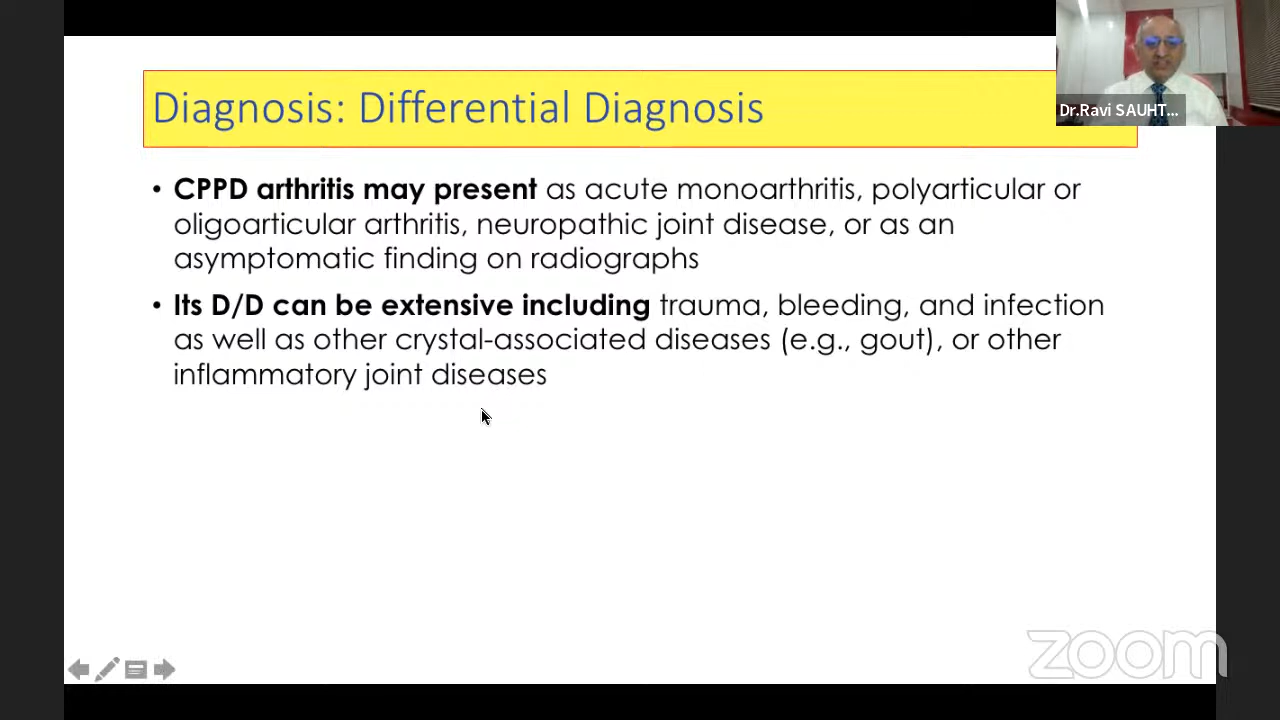 Diagnosis: Differential Diagnosis
Dr.Ravi SAUHT...
• CPPD arthritis may present as acute monoarthritis, polyarticular or
oligoarticular arthritis, neuropathic joint disease, or as an
asymptomatic finding on radiographs
• Its D/D can be extensive including trauma, bleeding, and infection
as well as other crystal-associated diseases (e.g., gout), or other
inflammatory joint diseases
zoom